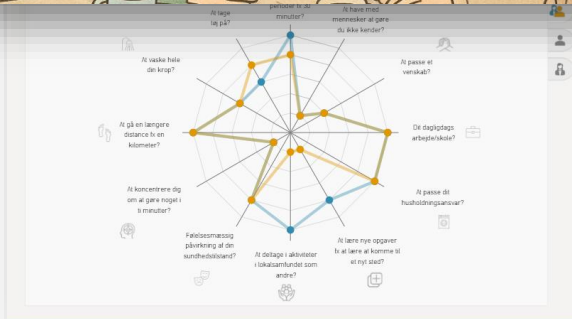 At tage
tøj på?
perioder fx 30
minutter?
At have med
mennesker at gøre
du ikke kender?
At vaske hele
din krop?
At passe et
venskab?
At gå en længere
distance fx en
kilometer?
Dit dagligdags
arbejde/skole?
At koncentrere dig
om at gøre noget i
ti minutter?
At passe dit
husholdningsansvar?
Følelsesmæssig
påvirkning af din
sundhedstilstand?
At deltage i aktiviteter
i lokalsamfundet som
andre?
At lære nye opgaver
fx at lære at komme til
et nyt sted?